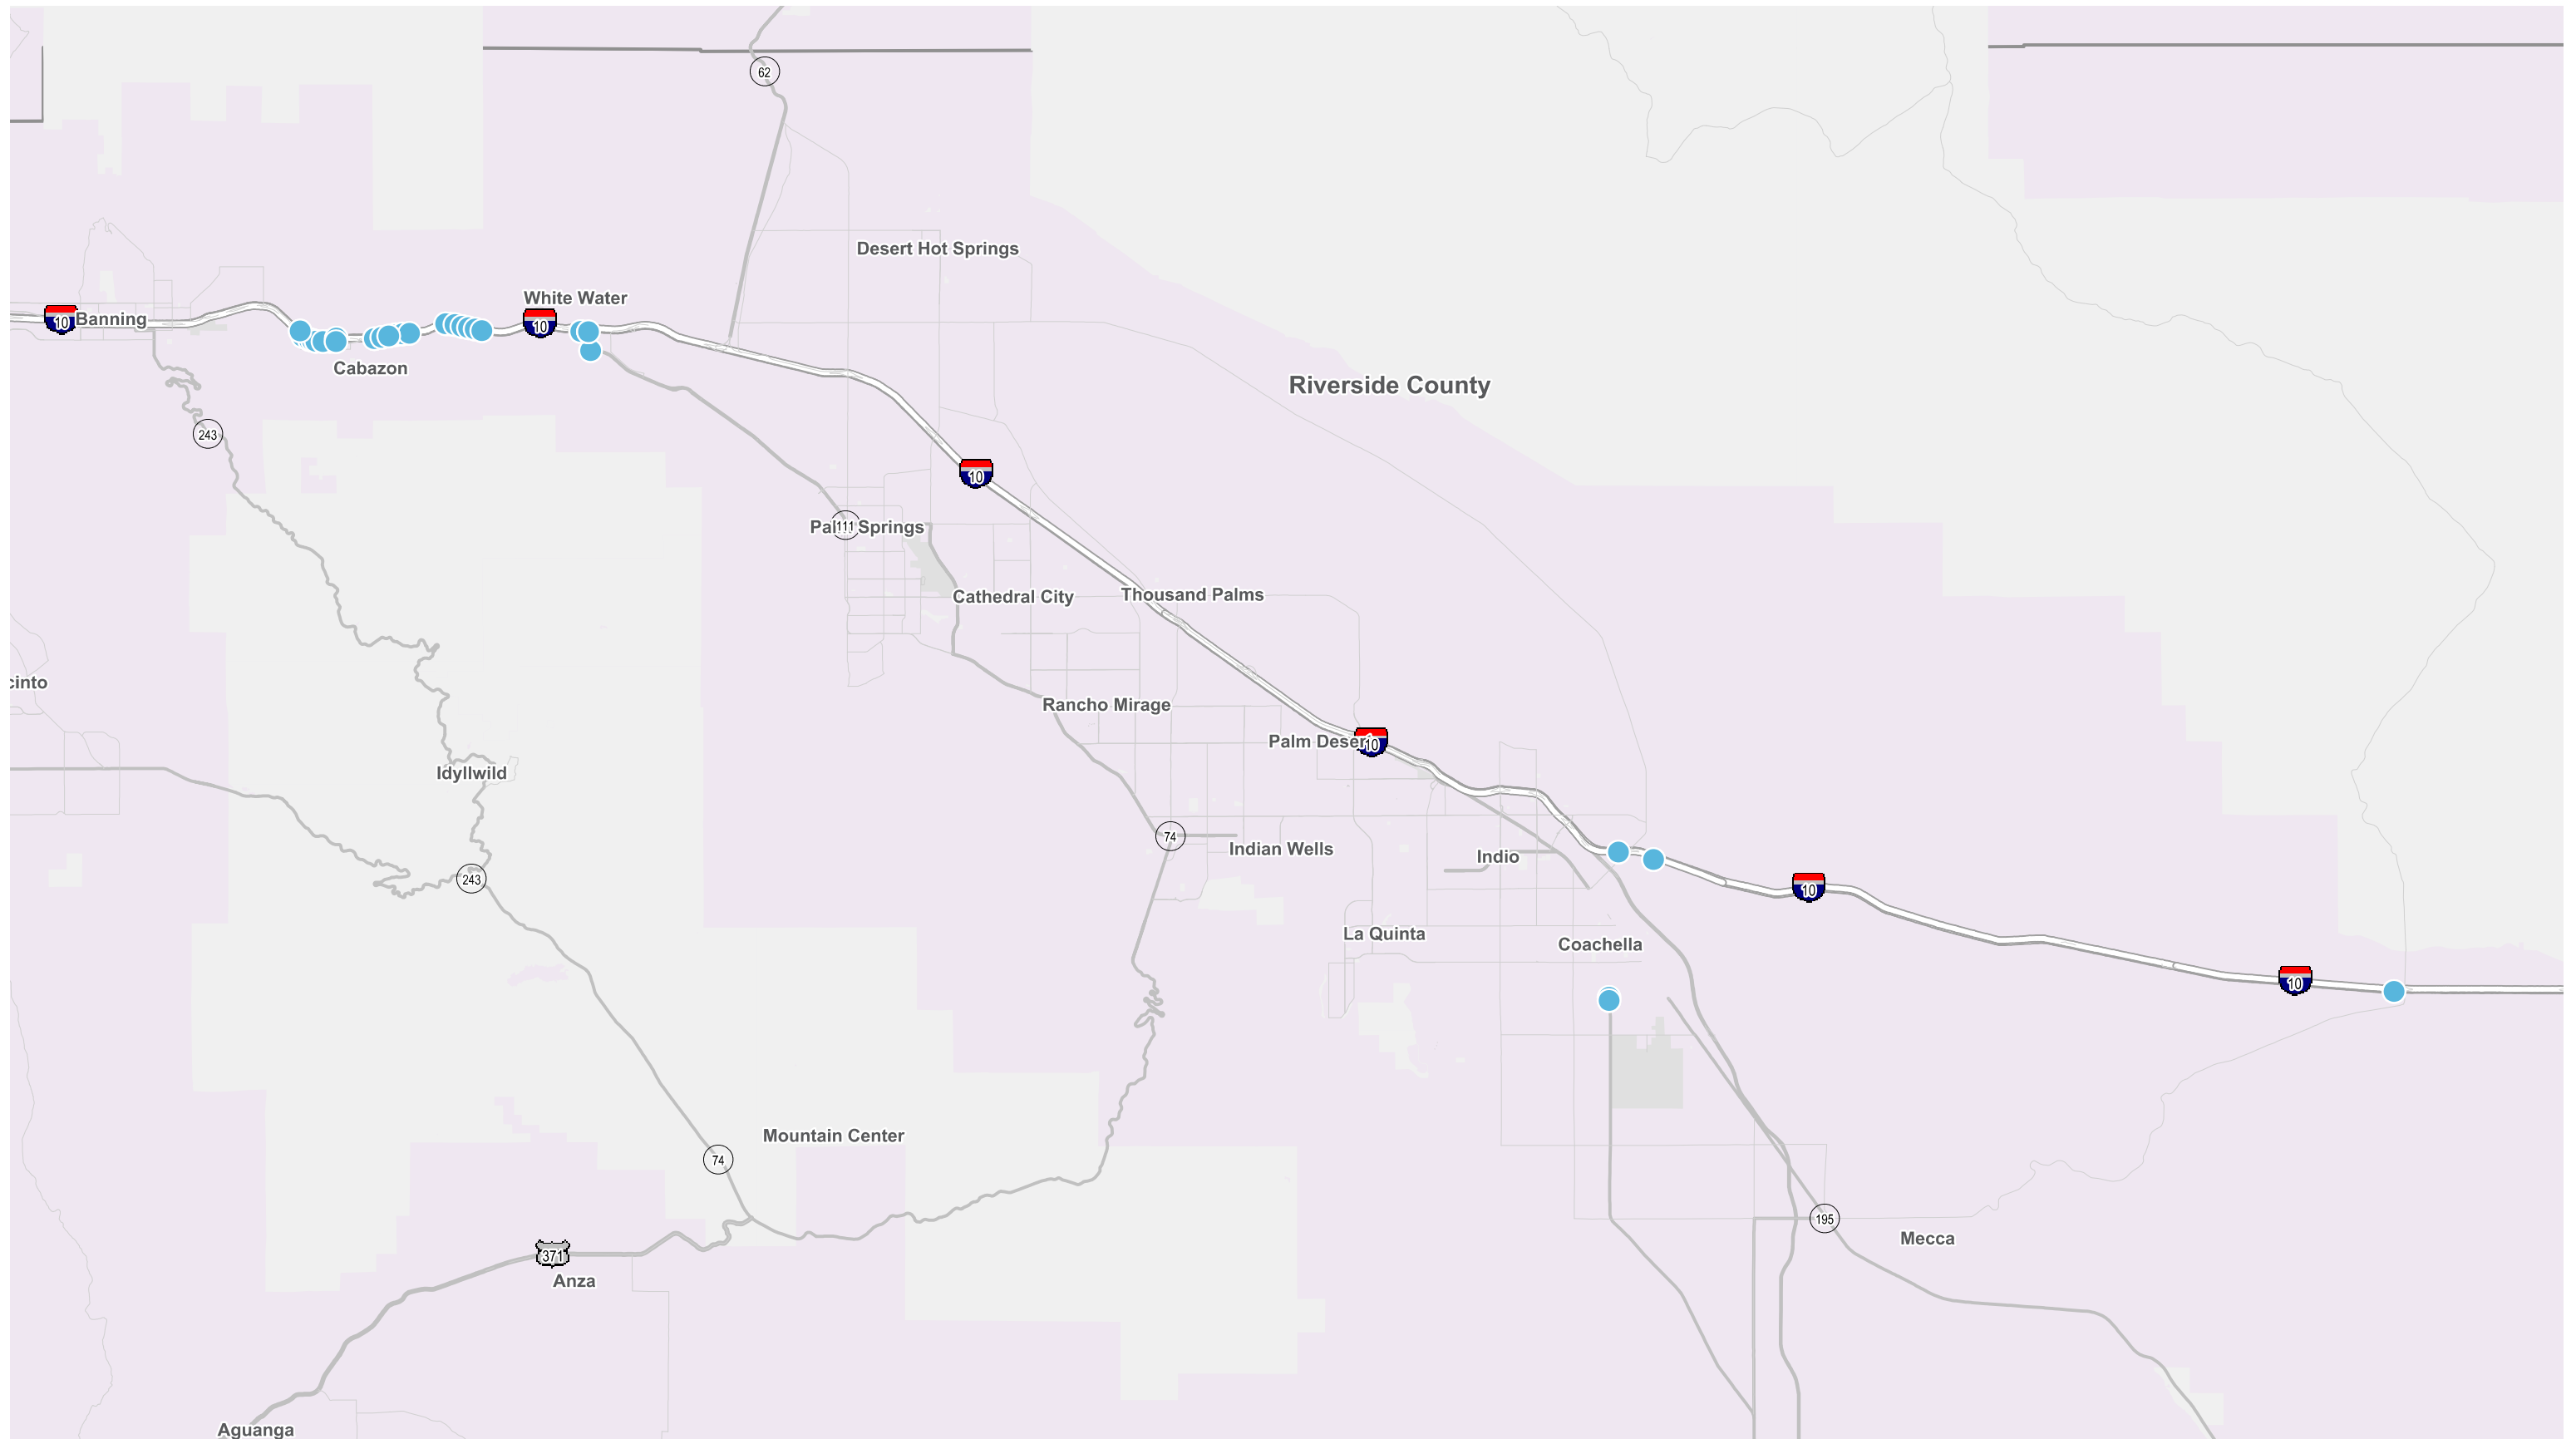 62
Desert Hot Springs
White Water
10
Banning
10
Cabazon
Riverside County
243
10
Palm Springs
111
Cathedral City
Thousand Palms
cinto
Rancho Mirage
Palm Desert
10
Idyllwild
74
Indian Wells
Indio
243
10
La Quinta
Coachella
10
Mountain Center
74
195
Mecca
371
Anza
Aguanga